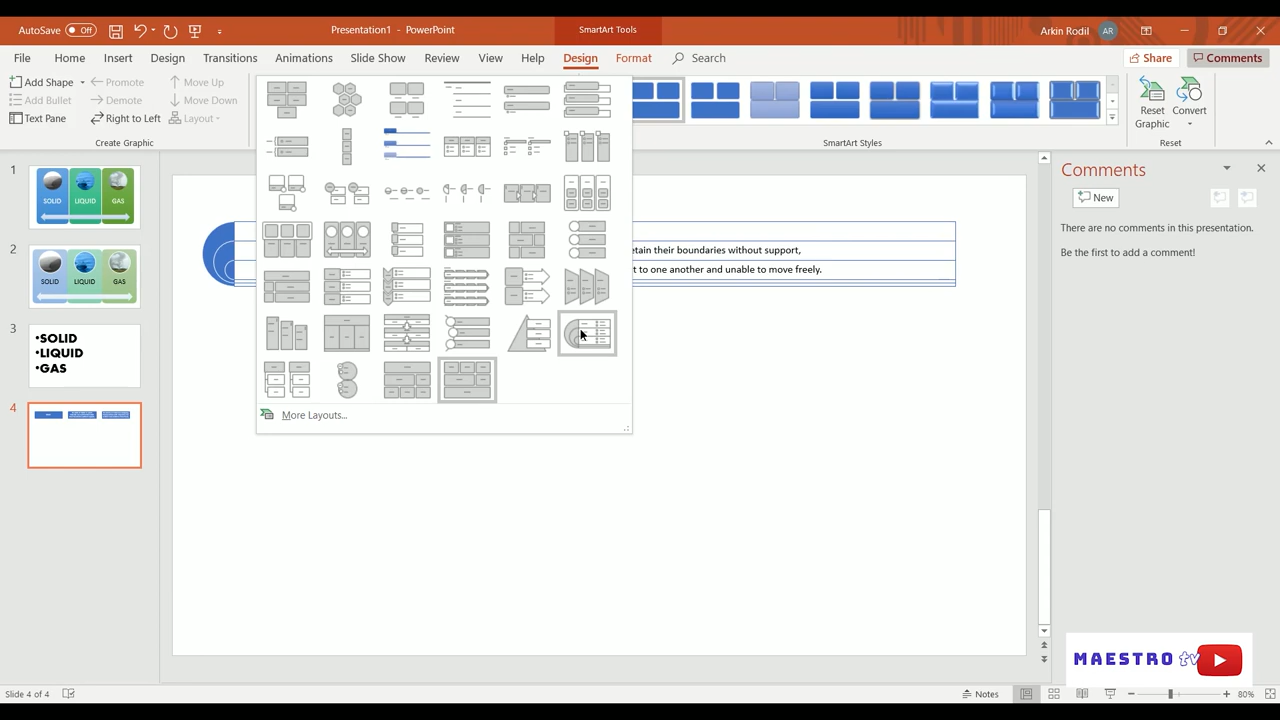 AutoSave Off
Presentation1 - PowerPoint
SmartArt Tools
Arkin Rodil AR
File Home Insert Design Transitions Animations Slide Show Review View Help Design Format Search
Share Comments
Add Shape Promote Move Up
Add Bullet Demote Move Down
Text Pane Right to Left Layout
Create Graphic
Reset Graphic
Convert
SmartArt Styles
Reset
1
SOLID LIQUID GAS
2
SOLID LIQUID GAS
3
•SOLID
•LIQUID
•GAS
4
etain their boundaries without support,
t to one another and unable to move freely.
More Layouts...
Comments
New
There are no comments in this presentation.
Be the first to add a comment!
MAESTRO tv
Slide 4 of 4
Notes
80%